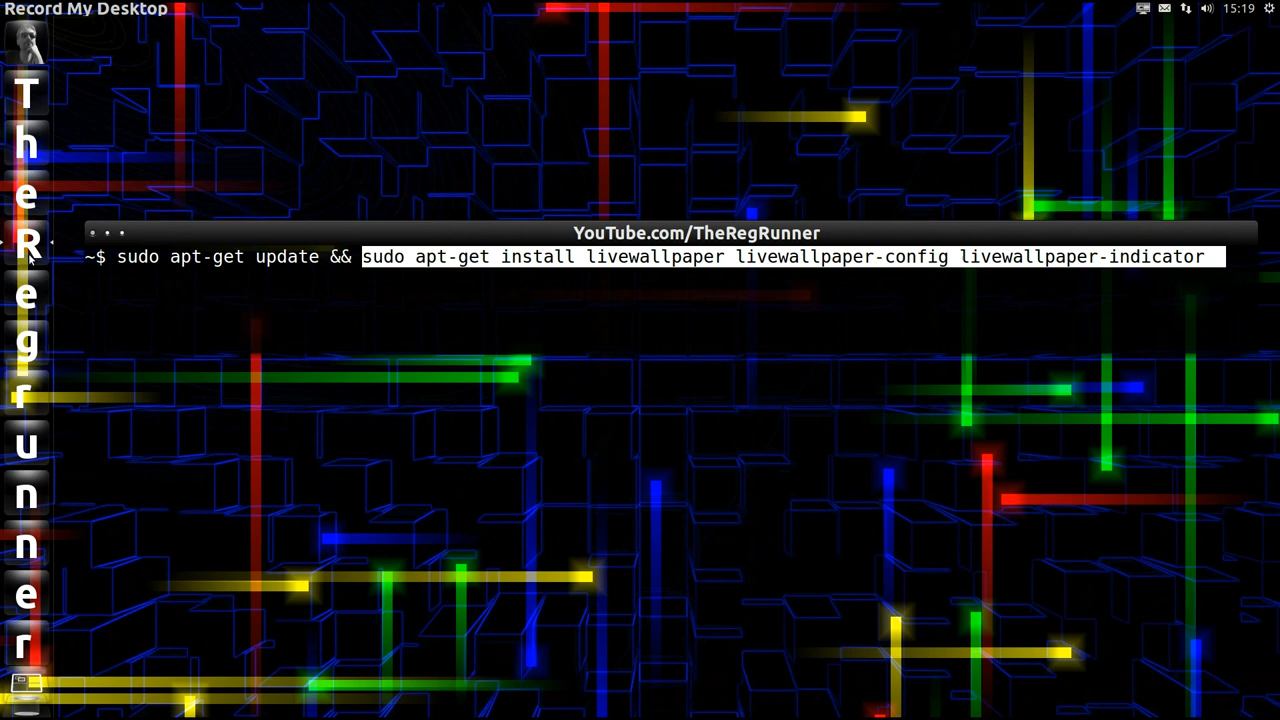 Record My Desktop
15:19
T
h
e
R
e
g
r
u
n
n
e
r
YouTube.com/TheRegRunner
~$ sudo apt-get update && sudo apt-get install livewallpaper livewallpaper-config livewallpaper-indicator